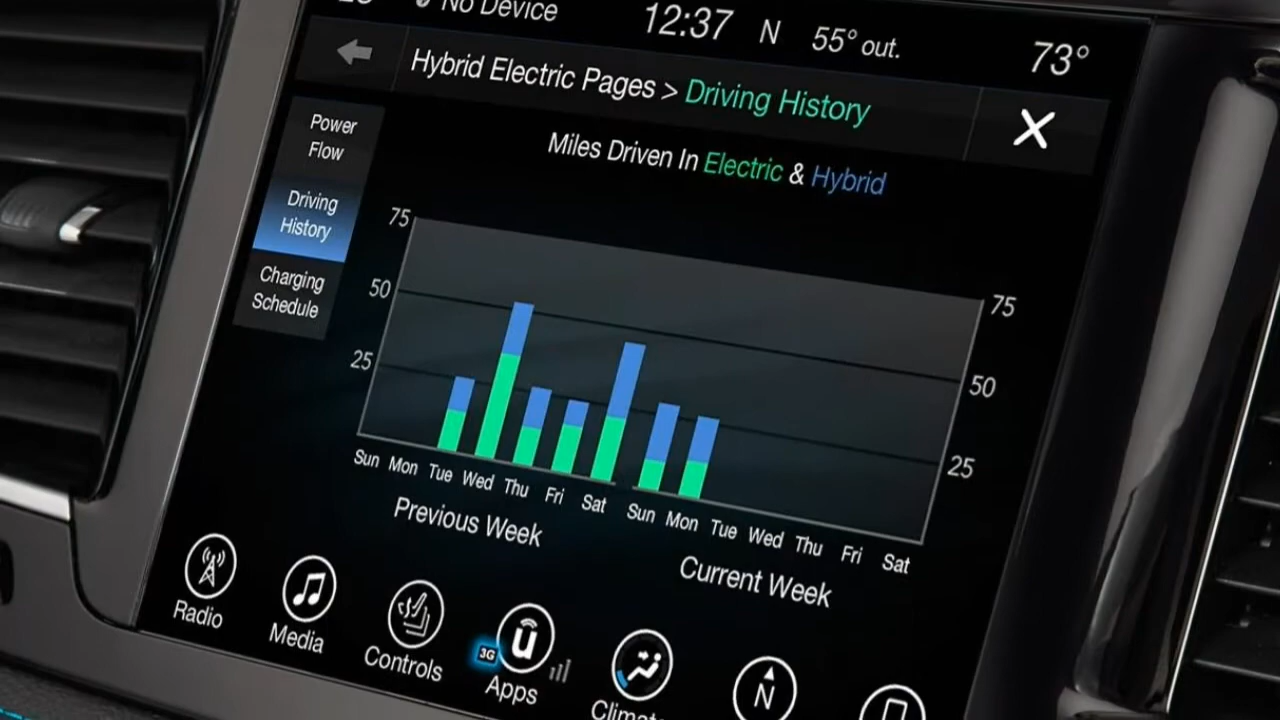 No Device 12:37 N 55° out. 73°
Hybrid Electric Pages > Driving History X
Power
Flow
Driving
History
Charging
Schedule
Miles Driven In Electric & Hybrid
75
50
25
75
50
25
Sun Mon Tue Wed Thu Fri Sat Sun Mon Tue Wed Thu Fri Sat
Previous Week
Current Week
Radio
Media
Controls
3G
u
Apps
N